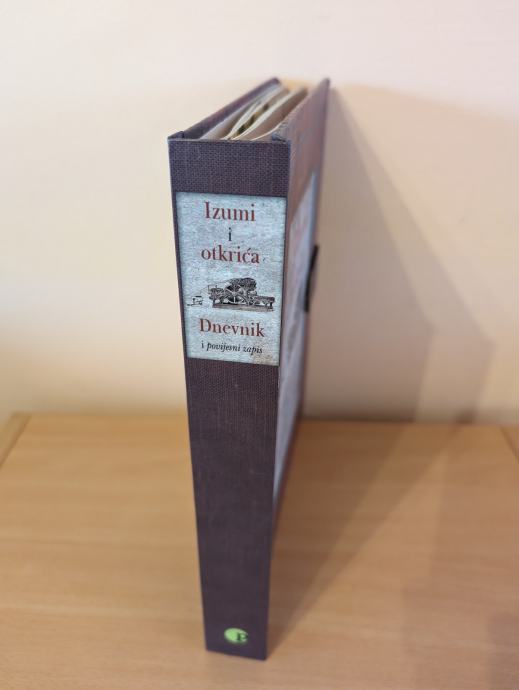 Izumi
i
otkrića
Dnevnik
i povijesni zapis